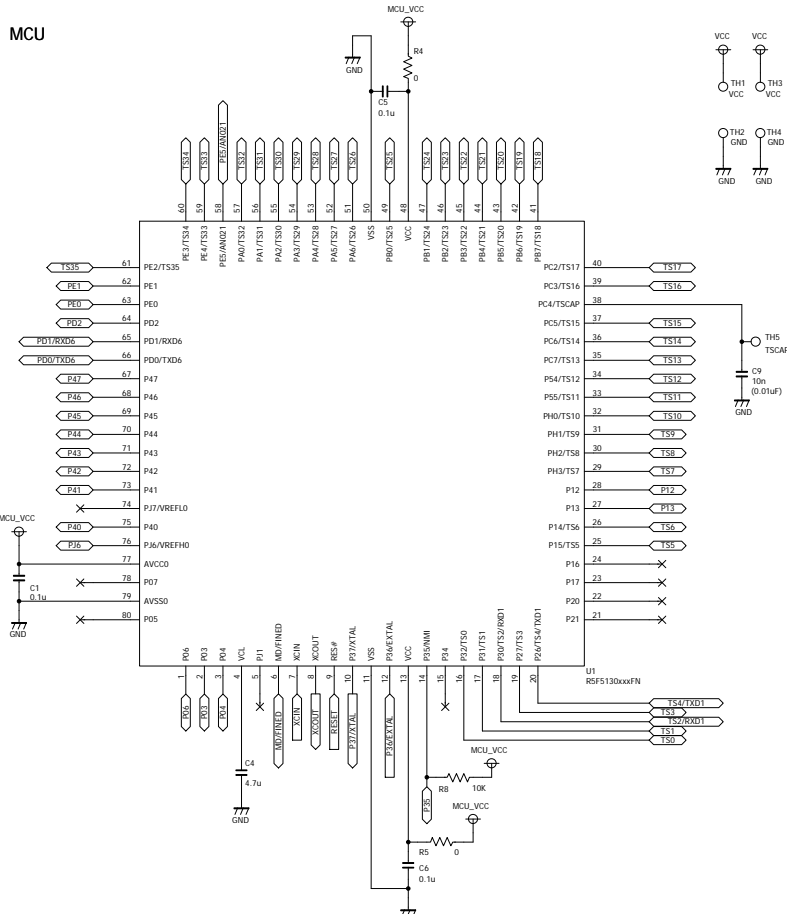 MCU
MCU_VCC
R4
0
GND
C5
0.1u
VCC
VCC
TH1
VCC
TH3
VCC
TH2
GND
TH4
GND
GND
GND
TS34
TS33
PE5/AN021
TS32
TS31
TS30
TS29
TS28
TS27
TS26
TS25
TS24
TS23
TS22
TS21
TS20
TS19
TS18
60
59
58
57
56
55
54
53
52
51
50
49
48
47
46
45
44
43
42
41
PE3/TS34
PE4/TS33
PE5/AN021
PA0/TS32
PA1/TS31
PA2/TS30
PA3/TS29
PA4/TS28
PA5/TS27
PA6/TS26
VSS
PB0/TS25
VCC
PB1/TS24
PB2/TS23
PB3/TS22
PB4/TS21
PB5/TS20
PB6/TS19
PB7/TS18
TS35 61 PE2/TS35
PE1 62 PE1
PE0 63 PE0
PD2 64 PD2
PD1/RXD6 65 PD1/RXD6
PD0/TXD6 66 PD0/TXD6
P47 67 P47
P46 68 P46
P45 69 P45
P44 70 P44
P43 71 P43
P42 72 P42
P41 73 P41
74 PJ7/VREFL0
P40 75 P40
PJ6 76 PJ6/VREFH0
77 AVCC0
78 P07
79 AVSS0
80 P05
MCU_VCC
C1
0.1u
GND
PC2/TS17 40 TS17
PC3/TS16 39 TS16
PC4/TSCAP 38
PC5/TS15 37 TS15
PC6/TS14 36 TS14
PC7/TS13 35 TS13
P54/TS12 34 TS12
P55/TS11 33 TS11
PH0/TS10 32 TS10
PH1/TS9 31 TS9
PH2/TS8 30 TS8
PH3/TS7 29 TS7
P12 28 P12
P13 27 P13
P14/TS6 26 TS6
P15/TS5 25 TS5
P16 24
P17 23
P20 22
P21 21
TH5
TSCAP
C9
10n
(0.01uF)
GND
P06
P03
P04
VCL
PJ1
MD/FINED
XCIN
XCOUT
RES#
P37/XTAL
VSS
P36/EXTAL
VCC
P35/NMI
P34
P32/TS0
P31/TS1
P30/TS2/RXD1
P27/TS3
P26/TS4/TXD1
U1
R5F5130xxxFN
1
2
3
4
5
6
7
8
9
10
11
12
13
14
15
16
17
18
19
20
P06
P03
P04
MD/FINED
XCIN
XCOUT
RESET
P37/XTAL
P36/EXTAL
P35
TS4/TXD1
TS3
TS2/RXD1
TS1
TS0
C4
4.7u
GND
MCU_VCC
R8
10K
MCU_VCC
R5
0
C6
0.1u